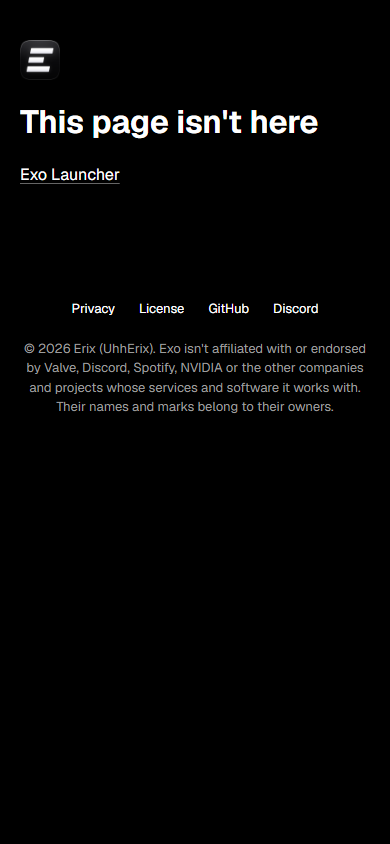 This page isn't here
Exo Launcher
Privacy License GitHub Discord
© 2026 Erix (UhhErix). Exo isn't affiliated with or endorsed
by Valve, Discord, Spotify, NVIDIA or the other companies
and projects whose services and software it works with.
Their names and marks belong to their owners.